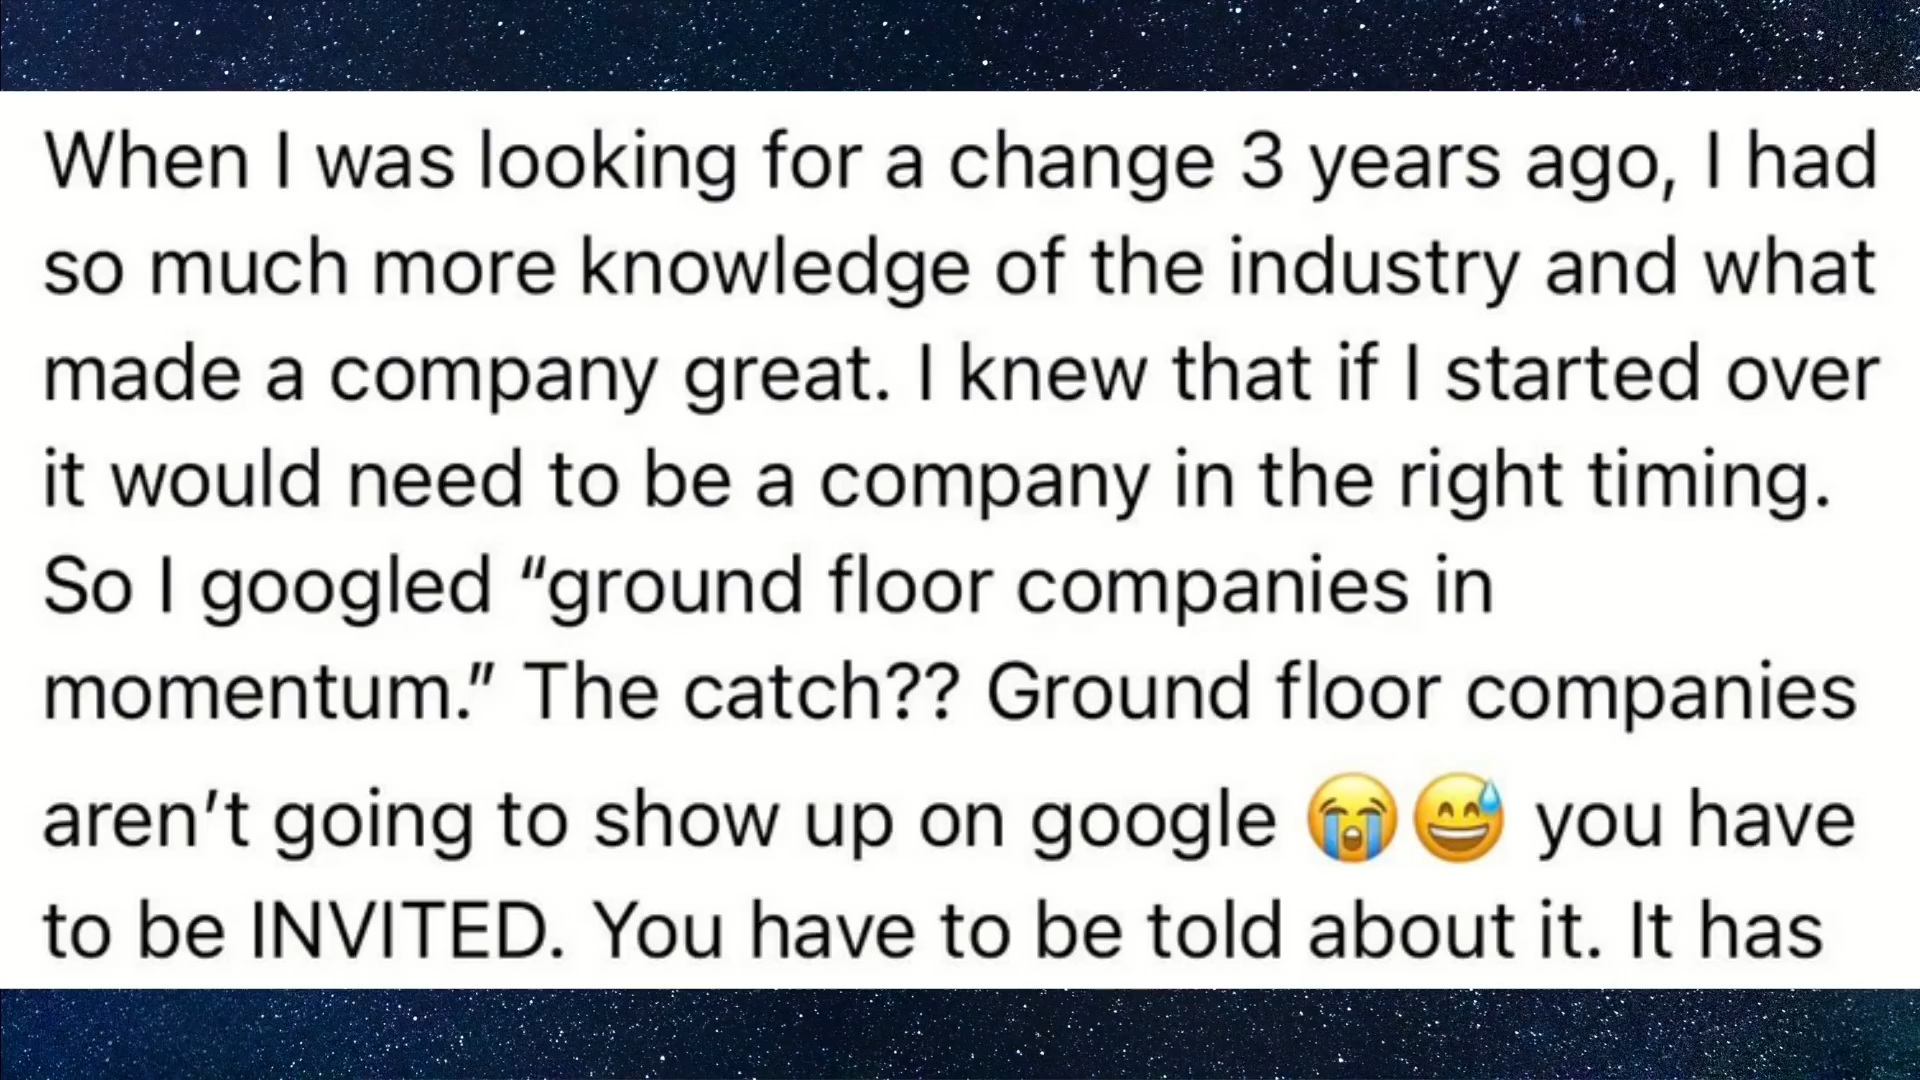 When I was looking for a change 3 years ago, I had
so much more knowledge of the industry and what
made a company great. I knew that if I started over
it would need to be a company in the right timing.
So I googled “ground floor companies in
momentum.” The catch?? Ground floor companies
aren’t going to show up on google 😭😅 you have
to be INVITED. You have to be told about it. It has